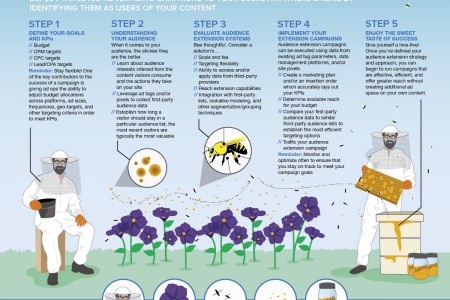 IDENTIFYING THEM AS USERS OF YOUR CONTENT
STEP 1
DEFINE YOUR GOALS
AND KPIs
// Budget
// CPM targets
// CPC targets
// Lead/CPA targets
Reminder: Stay flexible! One
of the key contributors to the
success of a campaign is
giving ad ops the ability to
adjust budget allocations
across platforms, ad sizes,
frequencies, geo-targets, and
other targeting criteria in order
to meet KPIs.
STEP 2
UNDERSTANDING
YOUR AUDIENCE
When it comes to your
audience, the stickier they
are the better.
// Learn about audience
interests inferred from the
content visitors consume
and the actions they take
on your site
// Leverage ad tags and/or
pixels to collect first-party
audience data
// Establish how recent a
visitor should stay in a
particular audience list; the
most recent visitors are
typically the most valuable
STEP 3
EVALUATE AUDIENCE
EXTENSION SYSTEMS
Bee thoughtful. Consider a
solution's...
// Scale and fee
// Targeting flexibility
// Ability to access and/or
apply data from third-party
providers
// Reach extension capabilities
// Integration with first-party
lists, lookalike modeling, and
other segmentation/grouping
techniques
STEP 4
IMPLEMENT YOUR
EXTENSION CAMPAIGNS
Audience extension campaigns
can be executed using data from
existing ad tag parameters, data
management platforms, and/or
DSP pixels.
// Create a marketing plan
and/or an insertion order
which accurately lays out
your KPIs
// Determine available reach
for your budget
// Compare your first-party
audience data to similar
third-party audience lists to
establish the most efficient
targeting options
// Traffic your audience
extension campaign
Reminder: Monitor and
optimize often to ensure that
you stay on track to meet your
campaign goals
STEP 5
ENJOY THE SWEET
TASTE OF SUCCESS
Give yourself a hive-five!
Once you've defined your
audience extension strategy
and approach, you can
begin to run campaigns that
are effective, efficient, and
offer greater reach without
creating additional ad
space on your own content.